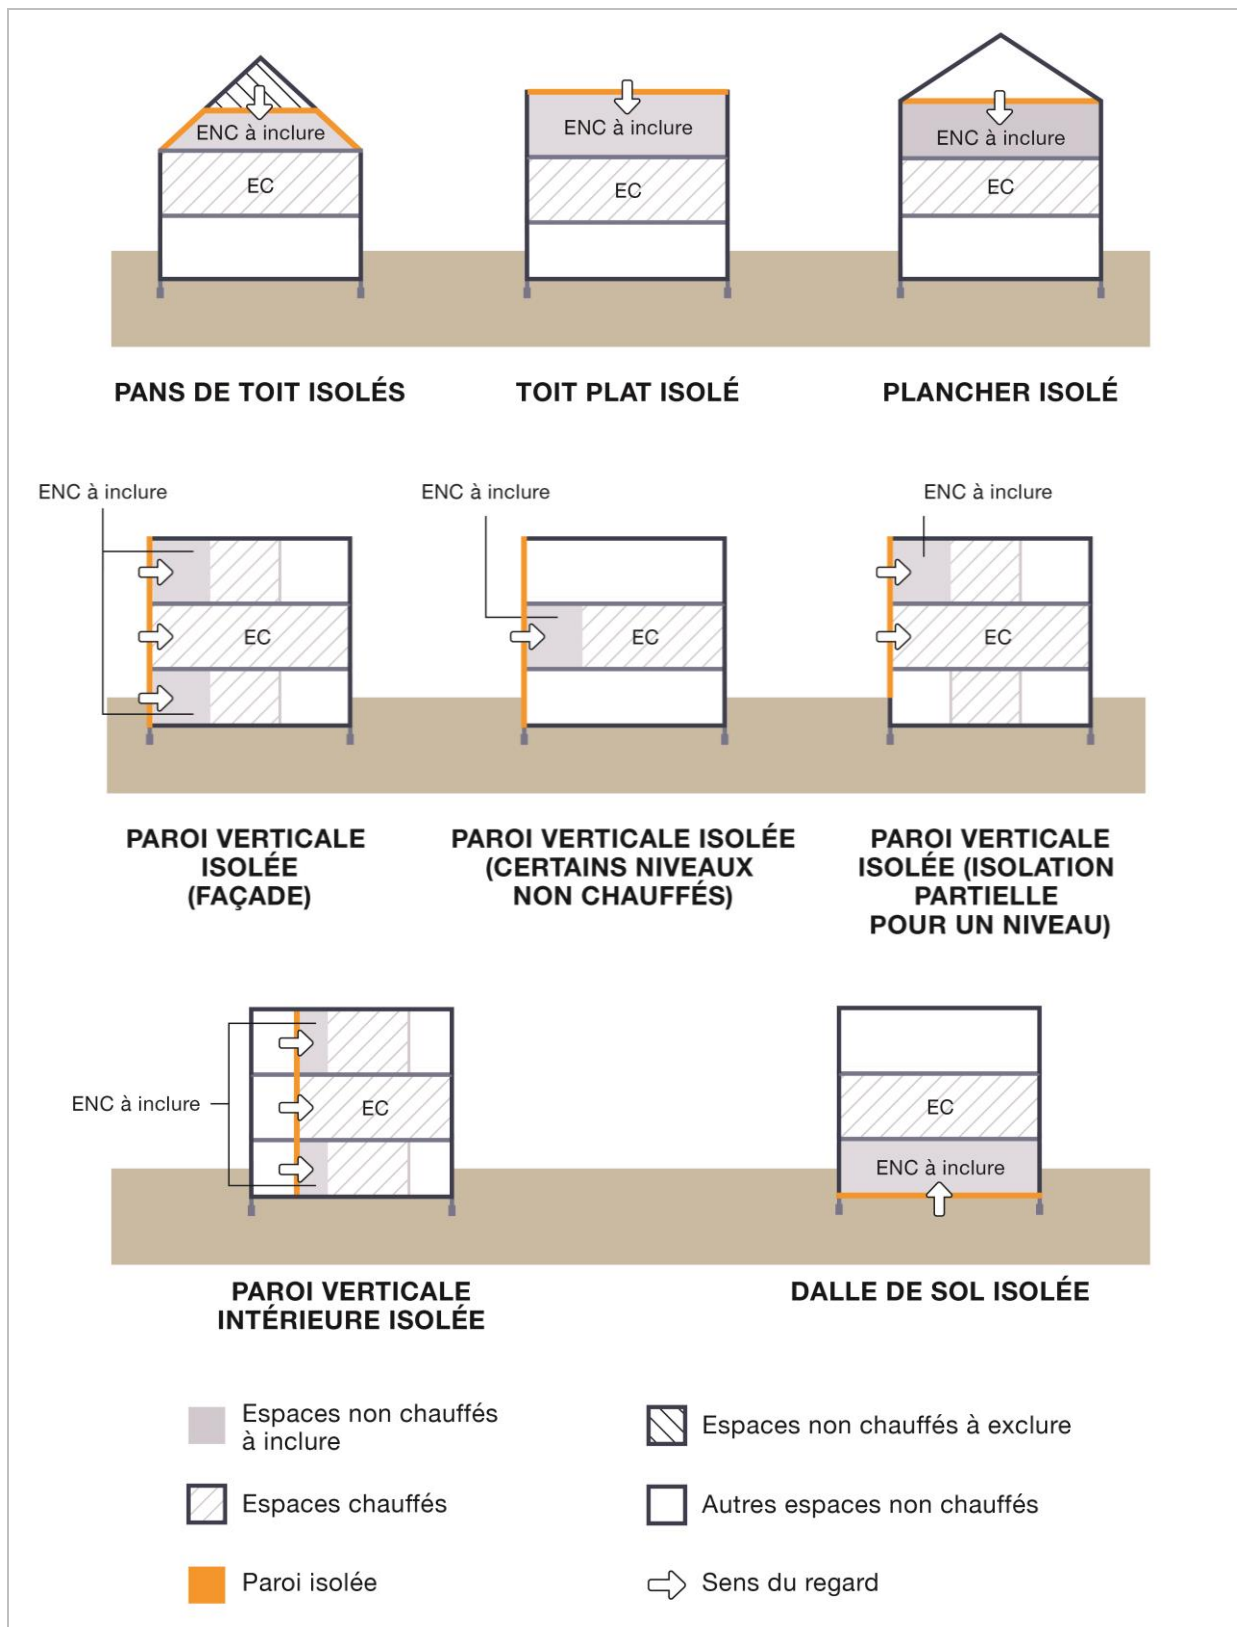 ENC à inclure
EC
ENC à inclure
EC
ENC à inclure
EC
PANS DE TOIT ISOLÉS
TOIT PLAT ISOLÉ
PLANCHER ISOLÉ
ENC à inclure
EC
ENC à inclure
EC
ENC à inclure
EC
PAROI VERTICALE
ISOLÉE
(FAÇADE)
PAROI VERTICALE ISOLÉE
(CERTAINS NIVEAUX
NON CHAUFFÉS)
PAROI VERTICALE
ISOLÉE (ISOLATION
PARTIELLE
POUR UN NIVEAU)
ENC à inclure
EC
EC
ENC à inclure
PAROI VERTICALE
INTÉRIEURE ISOLÉE
DALLE DE SOL ISOLÉE
Espaces non chauffés
à inclure
Espaces chauffés
Paroi isolée
Espaces non chauffés à exclure
Autres espaces non chauffés
Sens du regard